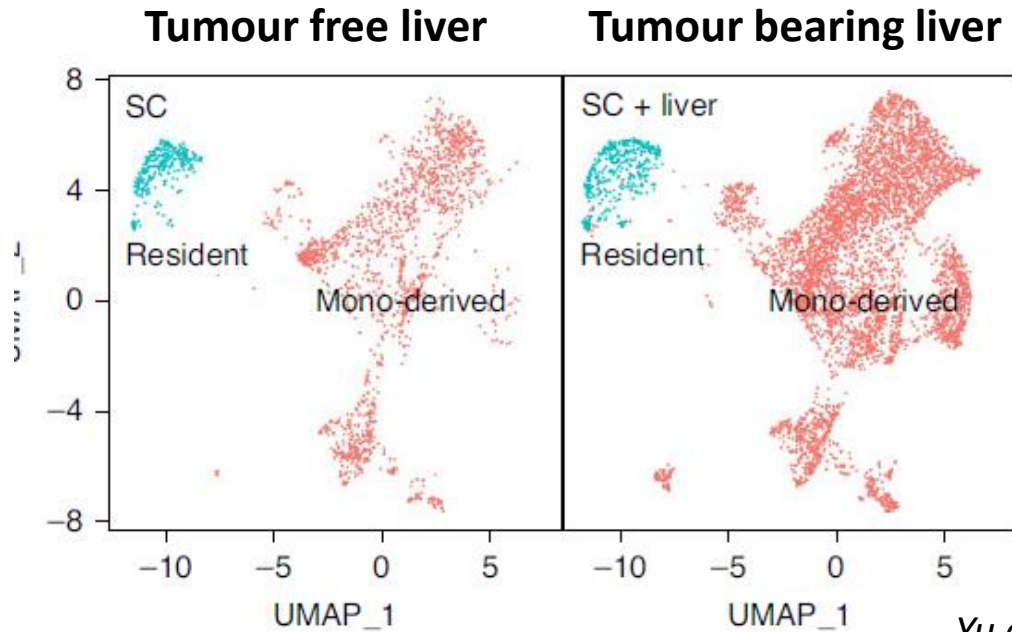 Tumour free liver
Tumour bearing liver
8
4
0
−4
−8
SC
Resident
Mono-derived
SC + liver
Resident
Mono-derived
−10 −5 0 5
−10 −5 0 5
UMAP_1
UMAP_1
Yu